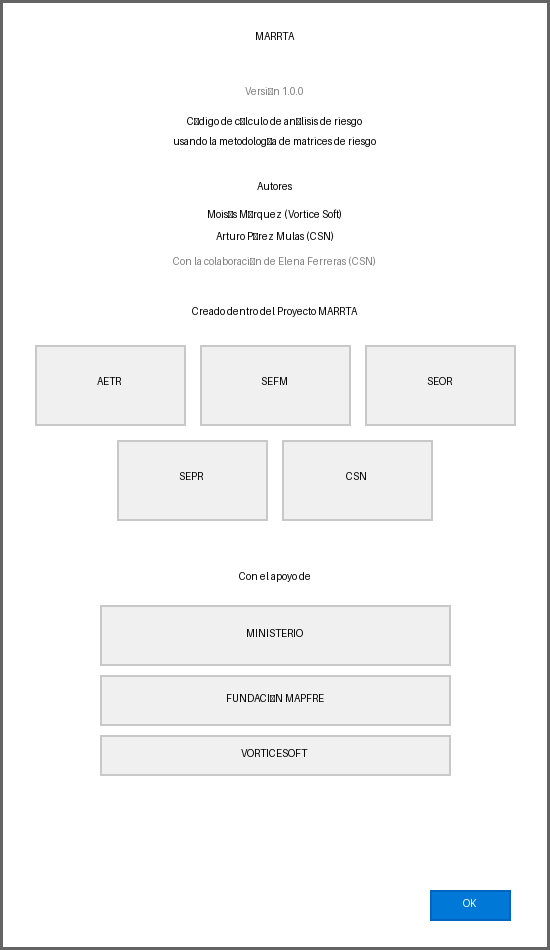 MARRTA
Versi□n 1.0.0
C□digo de c□lculo de an□lisis de riesgo
usando la metodolog□a de matrices de riesgo
Autores
Mois□s M□rquez (Vortice Soft)
Arturo P□rez Mulas (CSN)
Con la colaboraci□n de Elena Ferreras (CSN)
Creado dentro del Proyecto MARRTA
AETR
SEFM
SEOR
SEPR
CSN
Con el apoyo de
MINISTERIO
FUNDACI□N MAPFRE
VORTICESOFT
OK